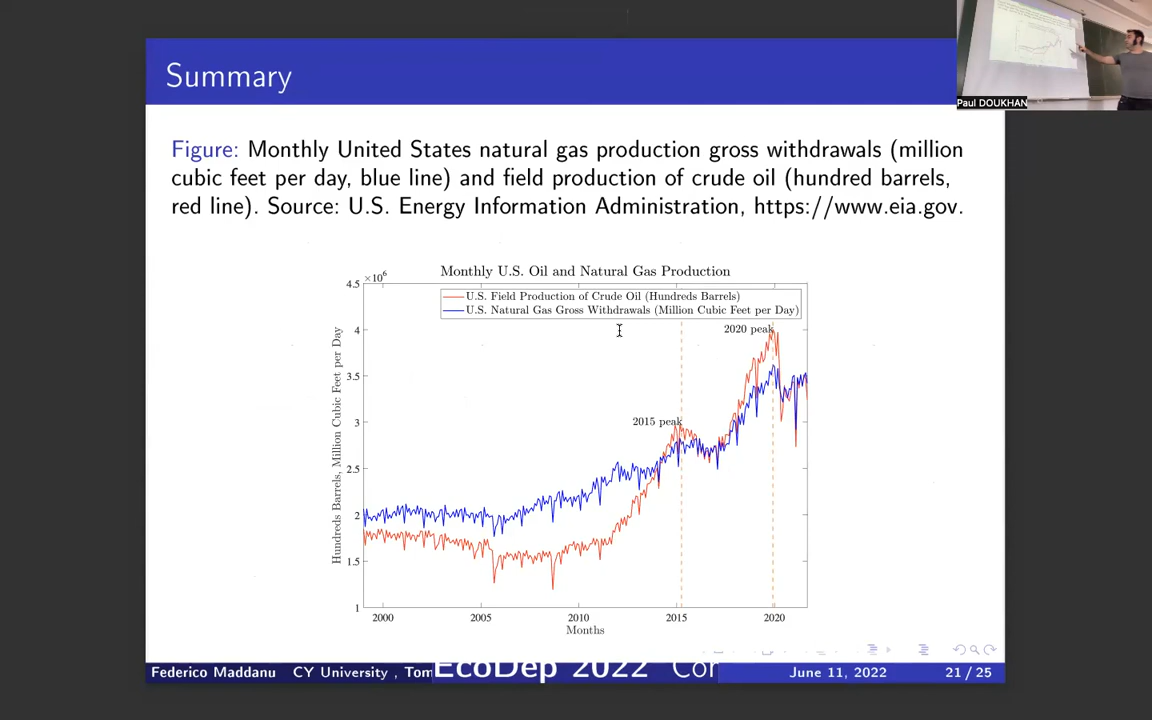 Summary
Paul DOUKHAN
Figure: Monthly United States natural gas production gross withdrawals (million
cubic feet per day, blue line) and field production of crude oil (hundred barrels,
red line). Source: U.S. Energy Information Administration, https://www.eia.gov.
Monthly U.S. Oil and Natural Gas Production
×10⁶
U.S. Field Production of Crude Oil (Hundreds Barrels)
U.S. Natural Gas Gross Withdrawals (Million Cubic Feet per Day)
4.5
4
3.5
3
2.5
2
1.5
1
2020 peak
2015 peak
Hundreds Barrels, Million Cubic Feet per Day
2000 2005 2010 2015 2020
Months
Federico Maddanu CY University , Tom EcoDep 2022 Con June 11, 2022 21 / 25